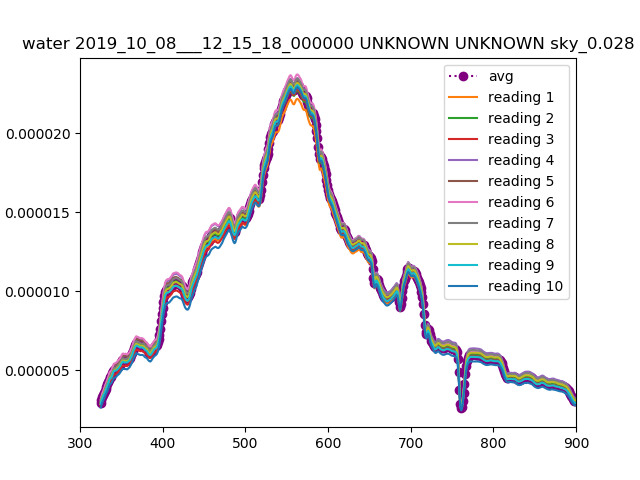 water 2019_10_08___12_15_18_000000 UNKNOWN UNKNOWN sky_0.028
avg
reading 1
reading 2
reading 3
reading 4
reading 5
reading 6
reading 7
reading 8
reading 9
reading 10
0.000020
0.000015
0.000010
0.000005
300 400 500 600 700 800 900